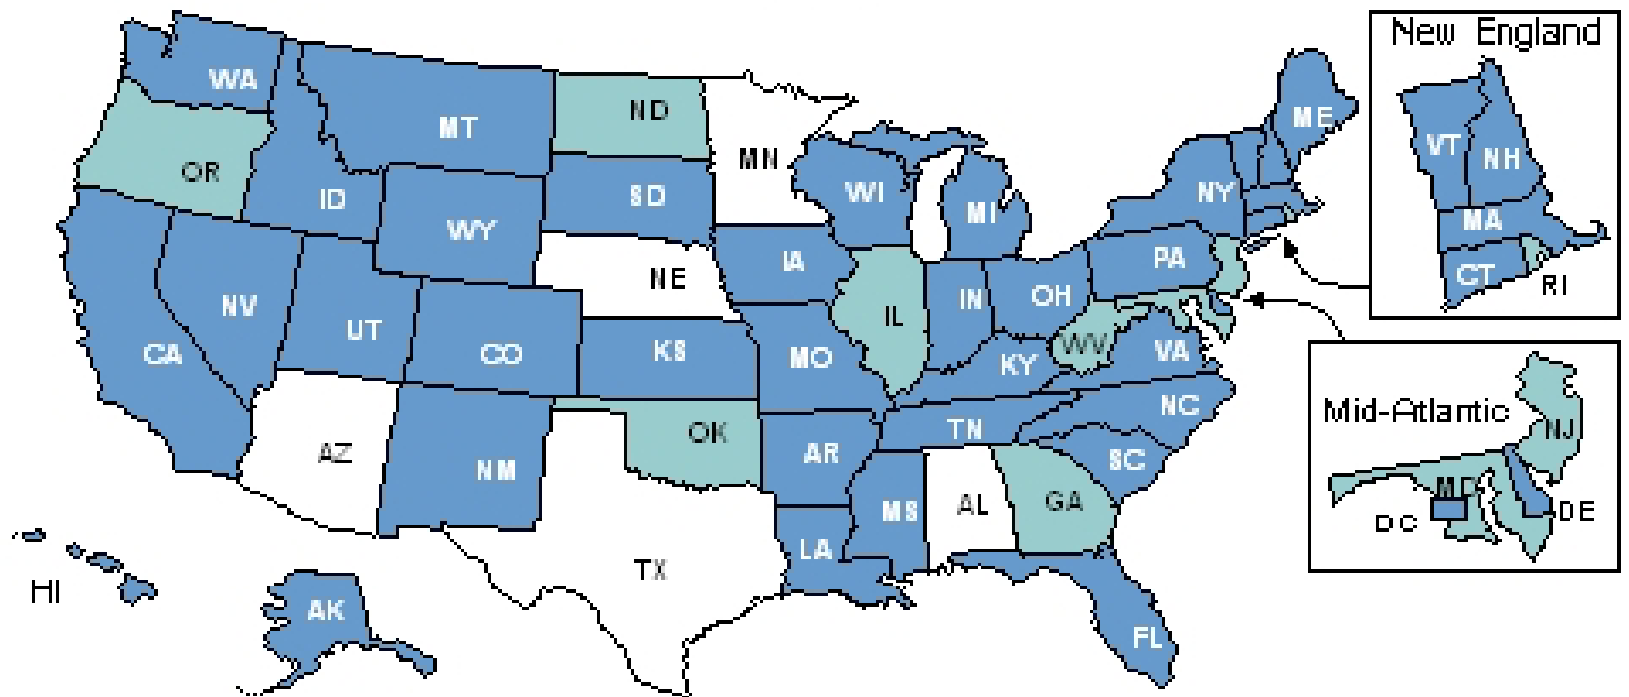 New England
WA
ME
ND
MT
VT
NH
MN
OR
WI
NY
SD
ID
MI
MA
WY
PA
IA
CT
RI
NE
IN
OH
NV
IL
UT
WV
CA
CO
KS
MO
KY
VA
NC
Mid-Atlantic
TN
NJ
OK
AZ
AR
SC
NM
MD
GA
AL
MS
DC
DE
LA
TX
HI
AK
FL